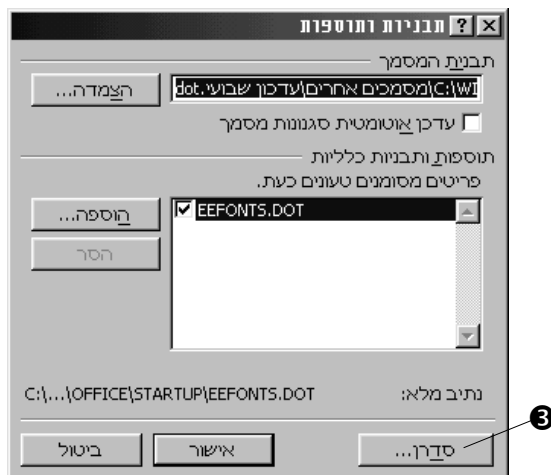 תבניות ותוספות
תבנית המסמך
C:\WI\מסמכים אחרים\עדכון שבועי.dot
הצמדה...
עדכן אוטומטית סגנונות מסמך
תוספות ותבניות כלליות
פריטים מסומנים טעונים כעת.
EEFONTS.DOT
הוספה...
הסר
נתיב מלא: C:\...\OFFICE\STARTUP\EEFONTS.DOT
3
סדרן... אישור ביטול